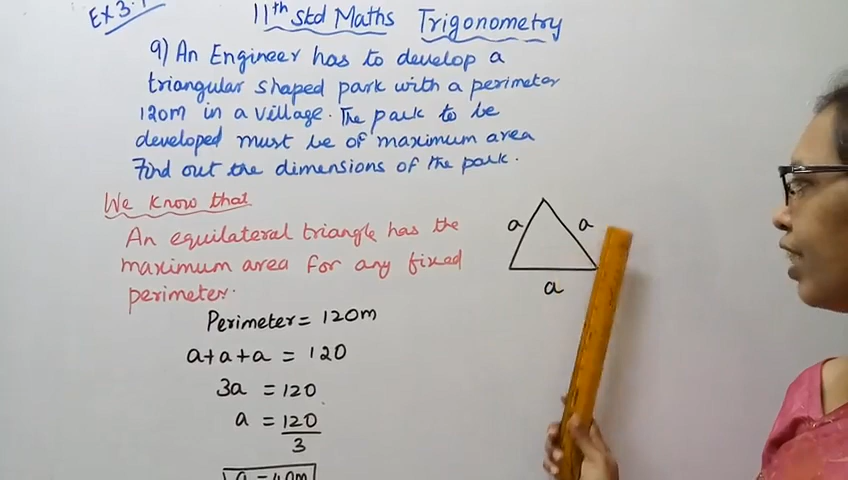 Ex 3.
11th Std Maths Trigonometry
9) An Engineer has to develop a
triangular shaped park with a perimeter
120m in a village. The park to be
developed must be of maximum area
Find out the dimensions of the park.
We know that
An equilateral triangle has the
maximum area for any fixed
perimeter.
a a
a
Perimeter = 120m
a+a+a = 120
3a = 120
a = 120
3
a = 40m